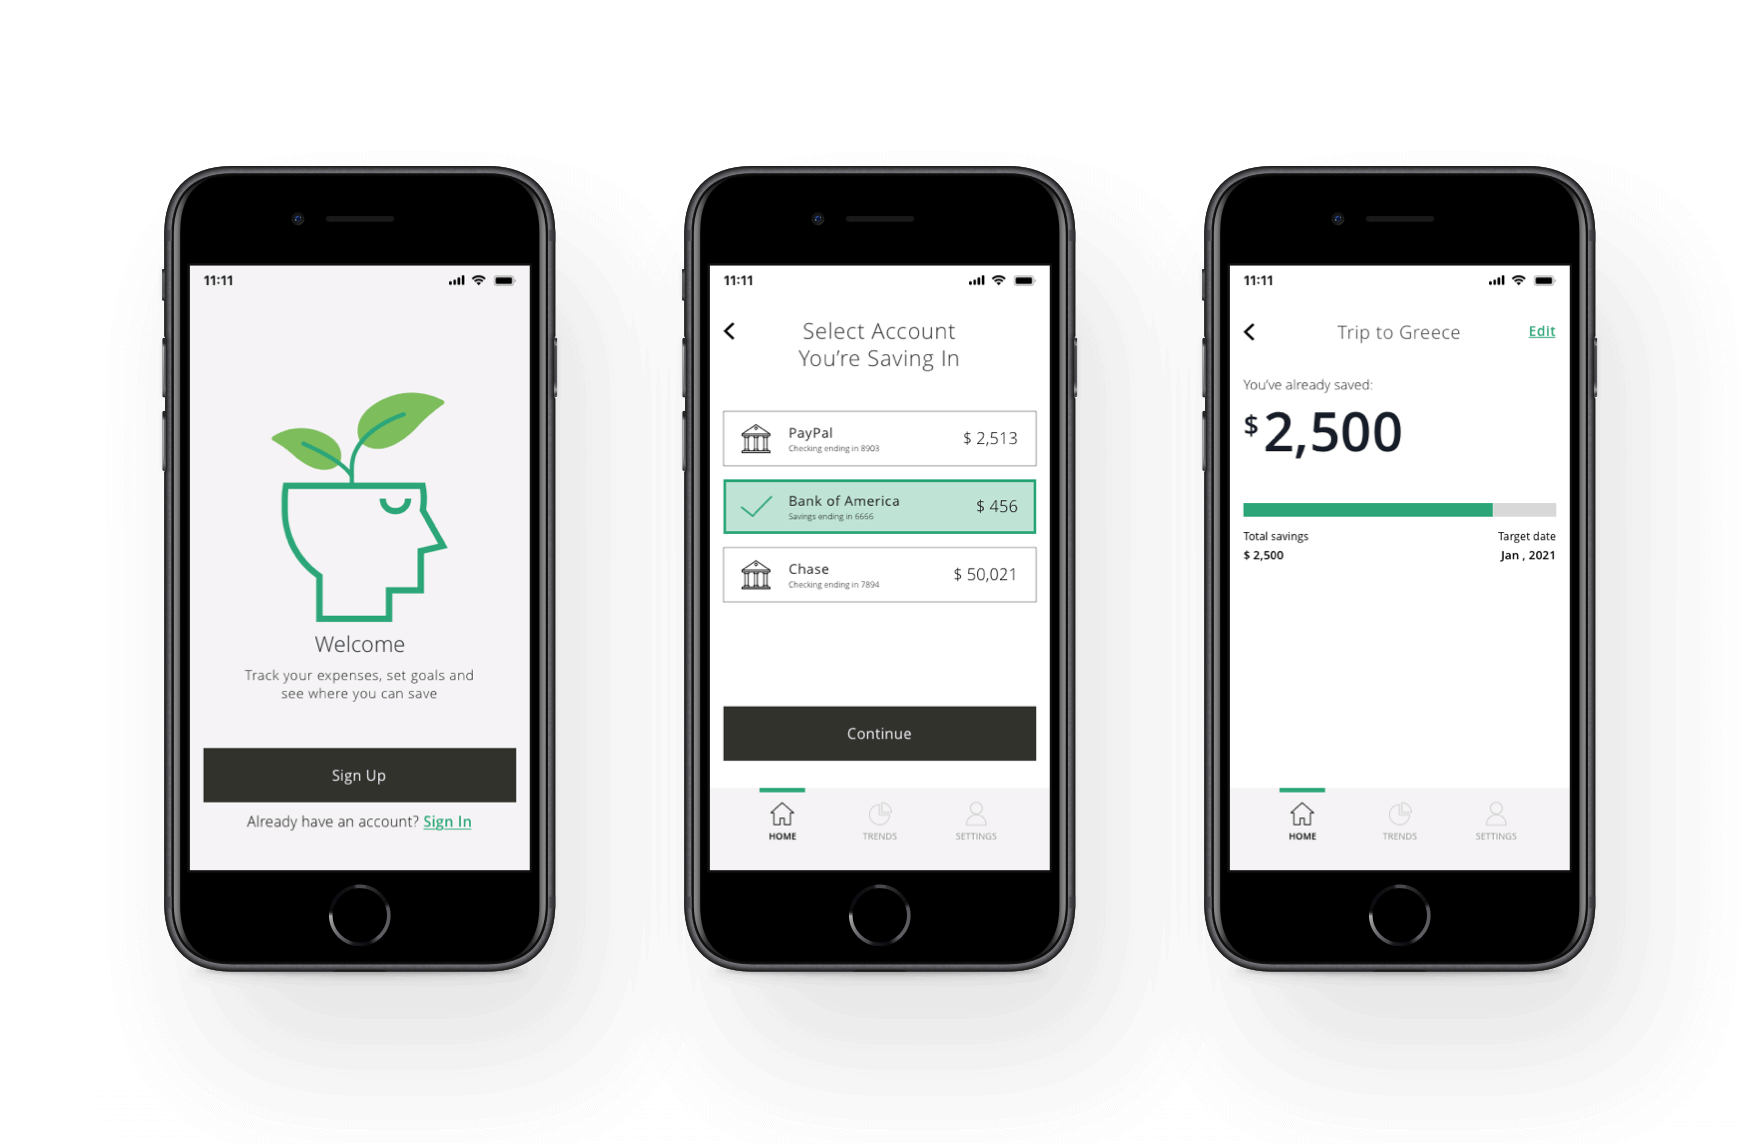 11:11
Welcome
Track your expenses, set goals and
see where you can save
Sign Up
Already have an account? Sign In
11:11
Select Account
You're Saving In
PayPal
Checking ending in 8903
$ 2,513
Bank of America
Savings ending in 6666
$ 456
Chase
Checking ending in 7894
$ 50,021
Continue
HOME
TRENDS
SETTINGS
11:11
Trip to Greece
Edit
You've already saved:
$2,500
Total savings
Target date
$ 2,500
Jan , 2021
HOME
TRENDS
SETTINGS